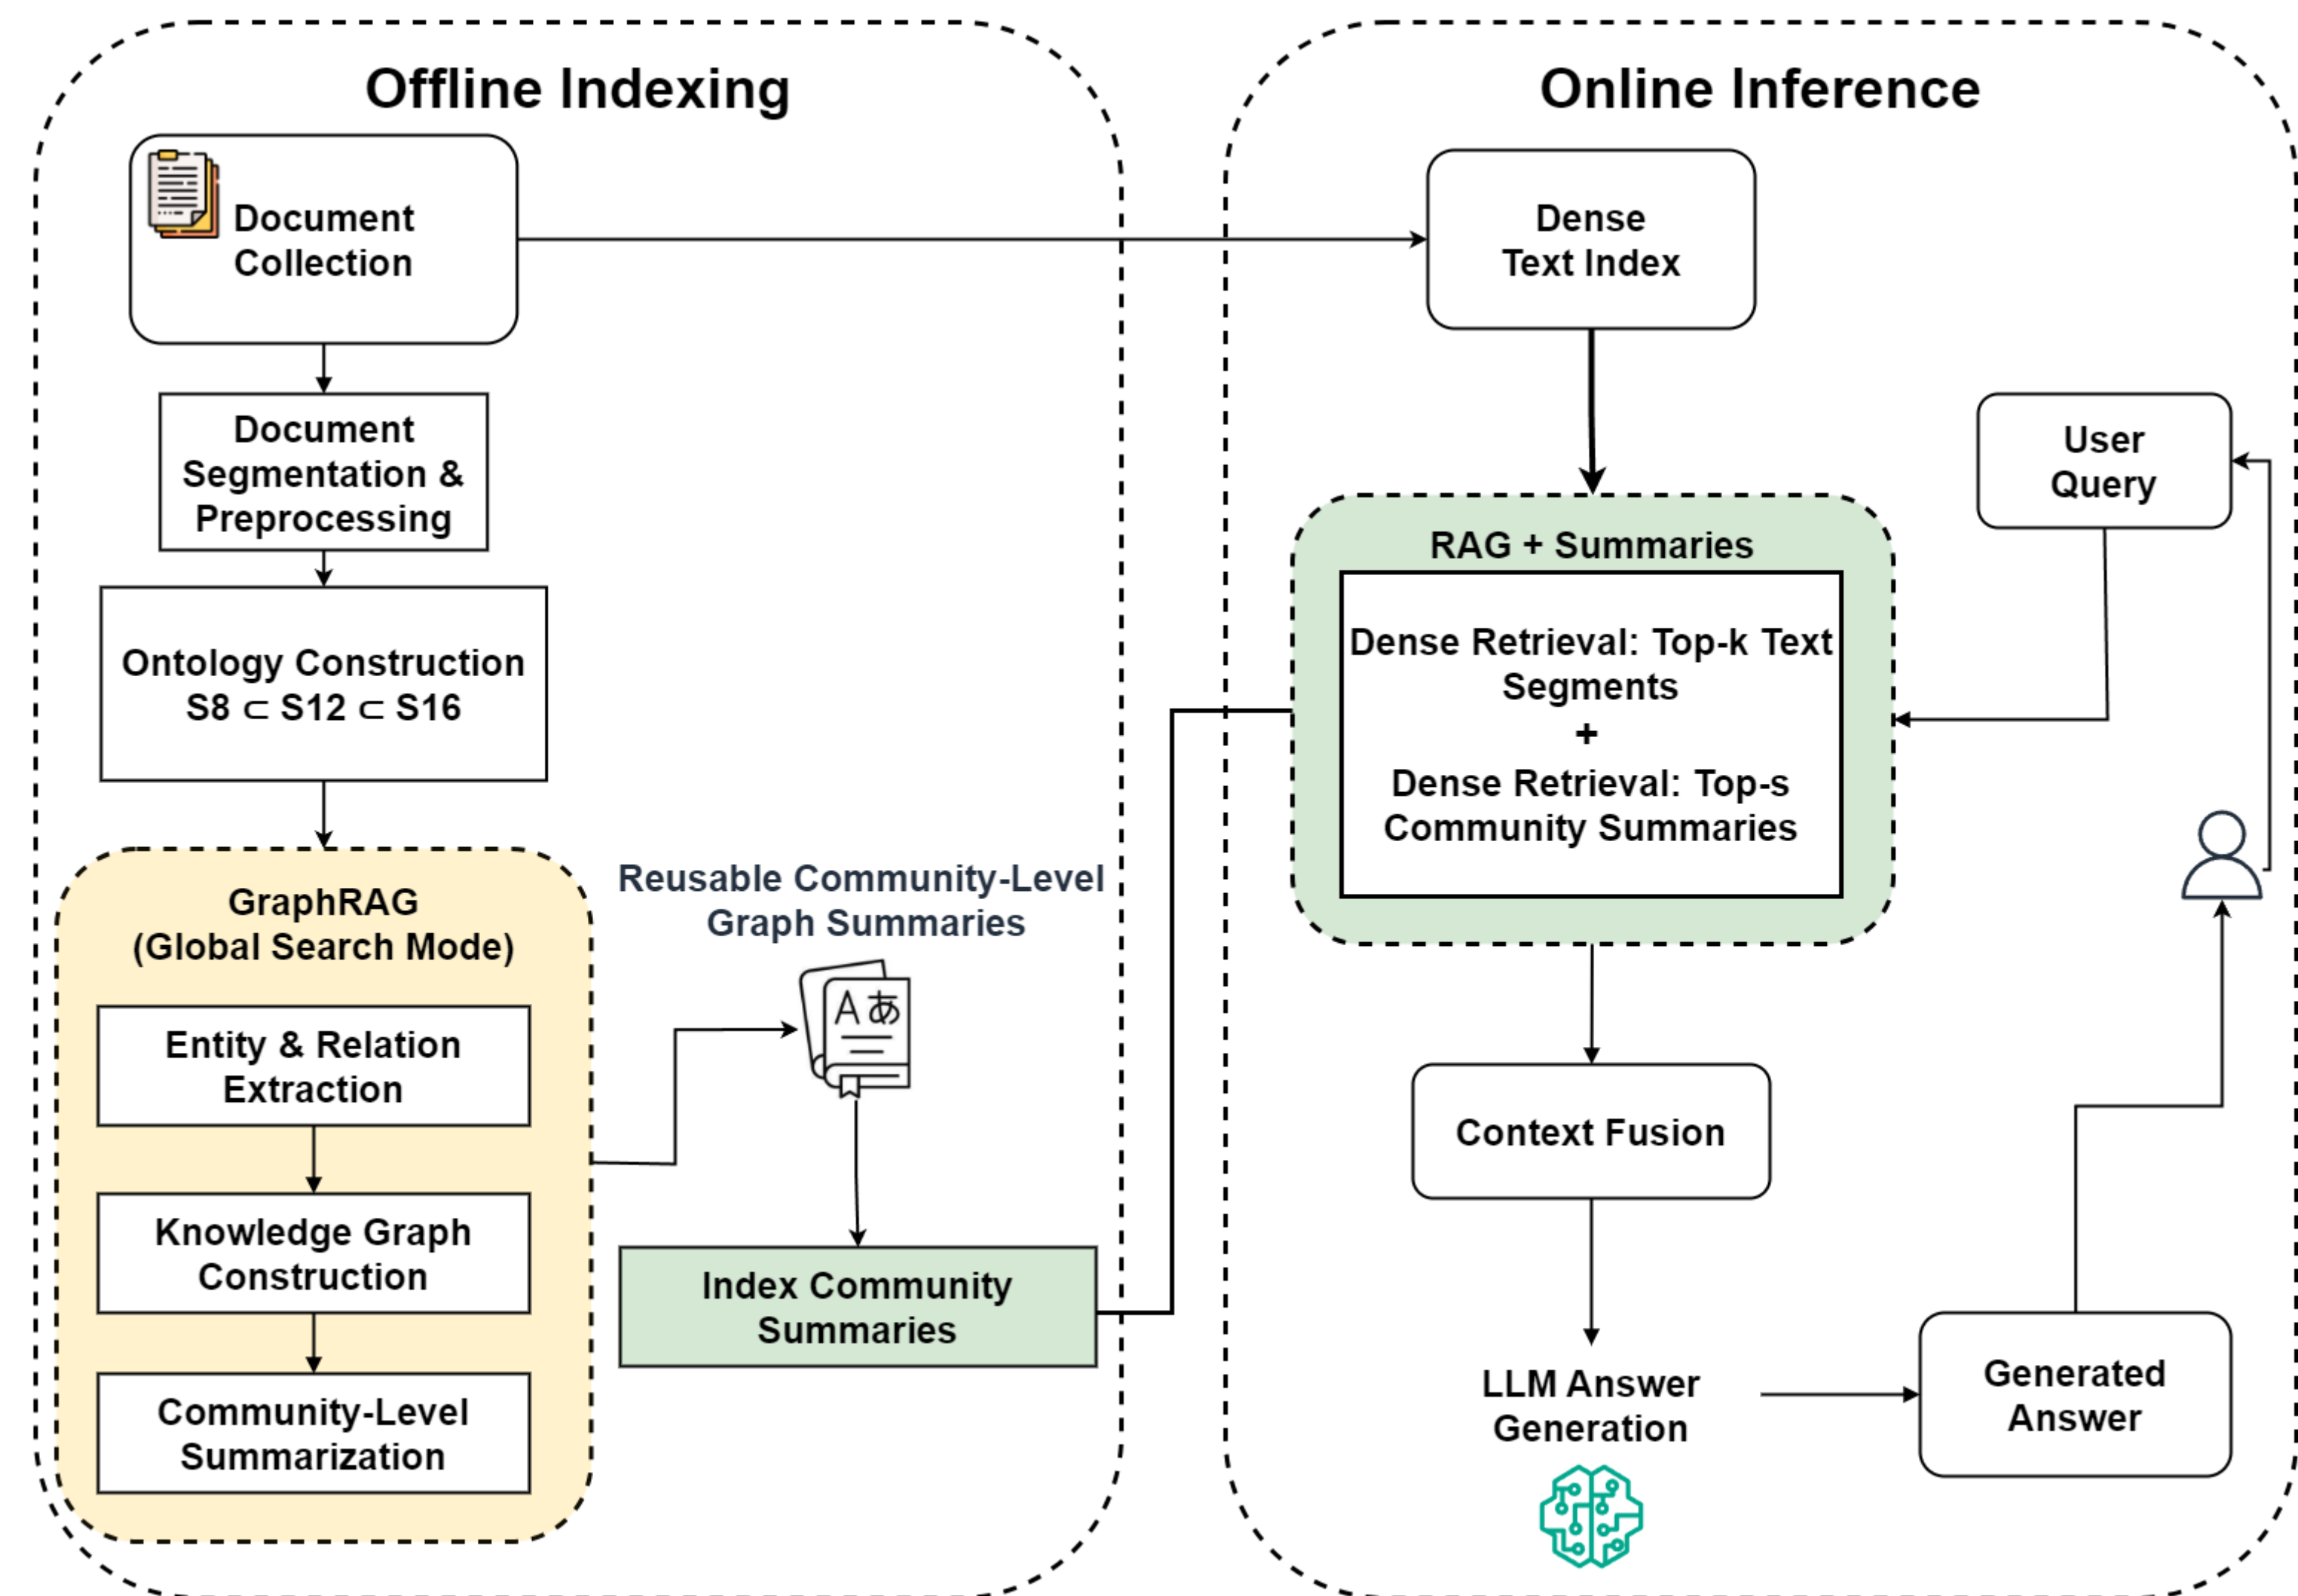 Offline Indexing
Document
Collection
Document
Segmentation &
Preprocessing
Ontology Construction
S8 ⊂ S12 ⊂ S16
GraphRAG
(Global Search Mode)
Entity & Relation
Extraction
Knowledge Graph
Construction
Community-Level
Summarization
Reusable Community-Level
Graph Summaries
A あ
Index Community
Summaries
Online Inference
Dense
Text Index
User
Query
RAG + Summaries
Dense Retrieval: Top-k Text
Segments
+
Dense Retrieval: Top-s
Community Summaries
Context Fusion
LLM Answer
Generation
Generated
Answer